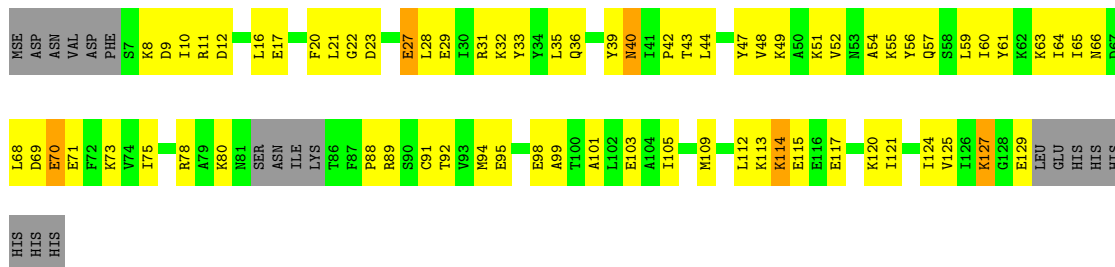 MSE ASP ASN VAL ASP PHE S7 K8 D9 I10 R11 D12 L16 E17 F20 L21 G22 D23 E27 L28 E29 I30 R31 K32 Y33 Y34 L35 Q36 Y39 N40 I41 P42 T43 L44 Y47 V48 K49 A50 K51 V52 N53 A54 K55 Y56 Q57 S58 L59 I60 Y61 K62 K63 I64 I65 N66 D67
L68 D69 E70 E71 F72 K73 V74 I75 R78 A79 K80 N81 SER ASN ILE LYS T86 F87 P88 R89 S90 C91 T92 V93 M94 E95 E98 A99 T100 A101 L102 E103 A104 I105 M109 L112 K113 K114 E115 E116 E117 K120 I121 I124 V125 I126 K127 G128 E129 LEU GLU HIS HIS HIS
HIS HIS HIS